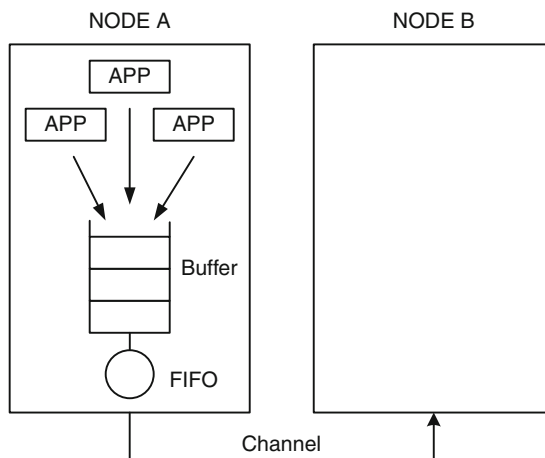 NODE A
NODE B
APP
APP
APP
Buffer
FIFO
Channel